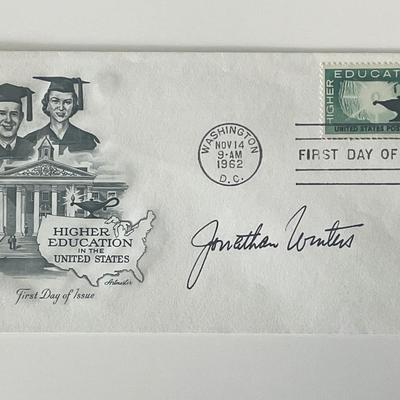 HIGHER EDUCATION
UNITED STATES POS
WASHINGTON
NOV 14
9-AM
1962
D.C.
FIRST DAY OF
HIGHER
EDUCATION
IN THE
UNITED STATES
Artmaster
First Day of Issue
Jonathan Winters